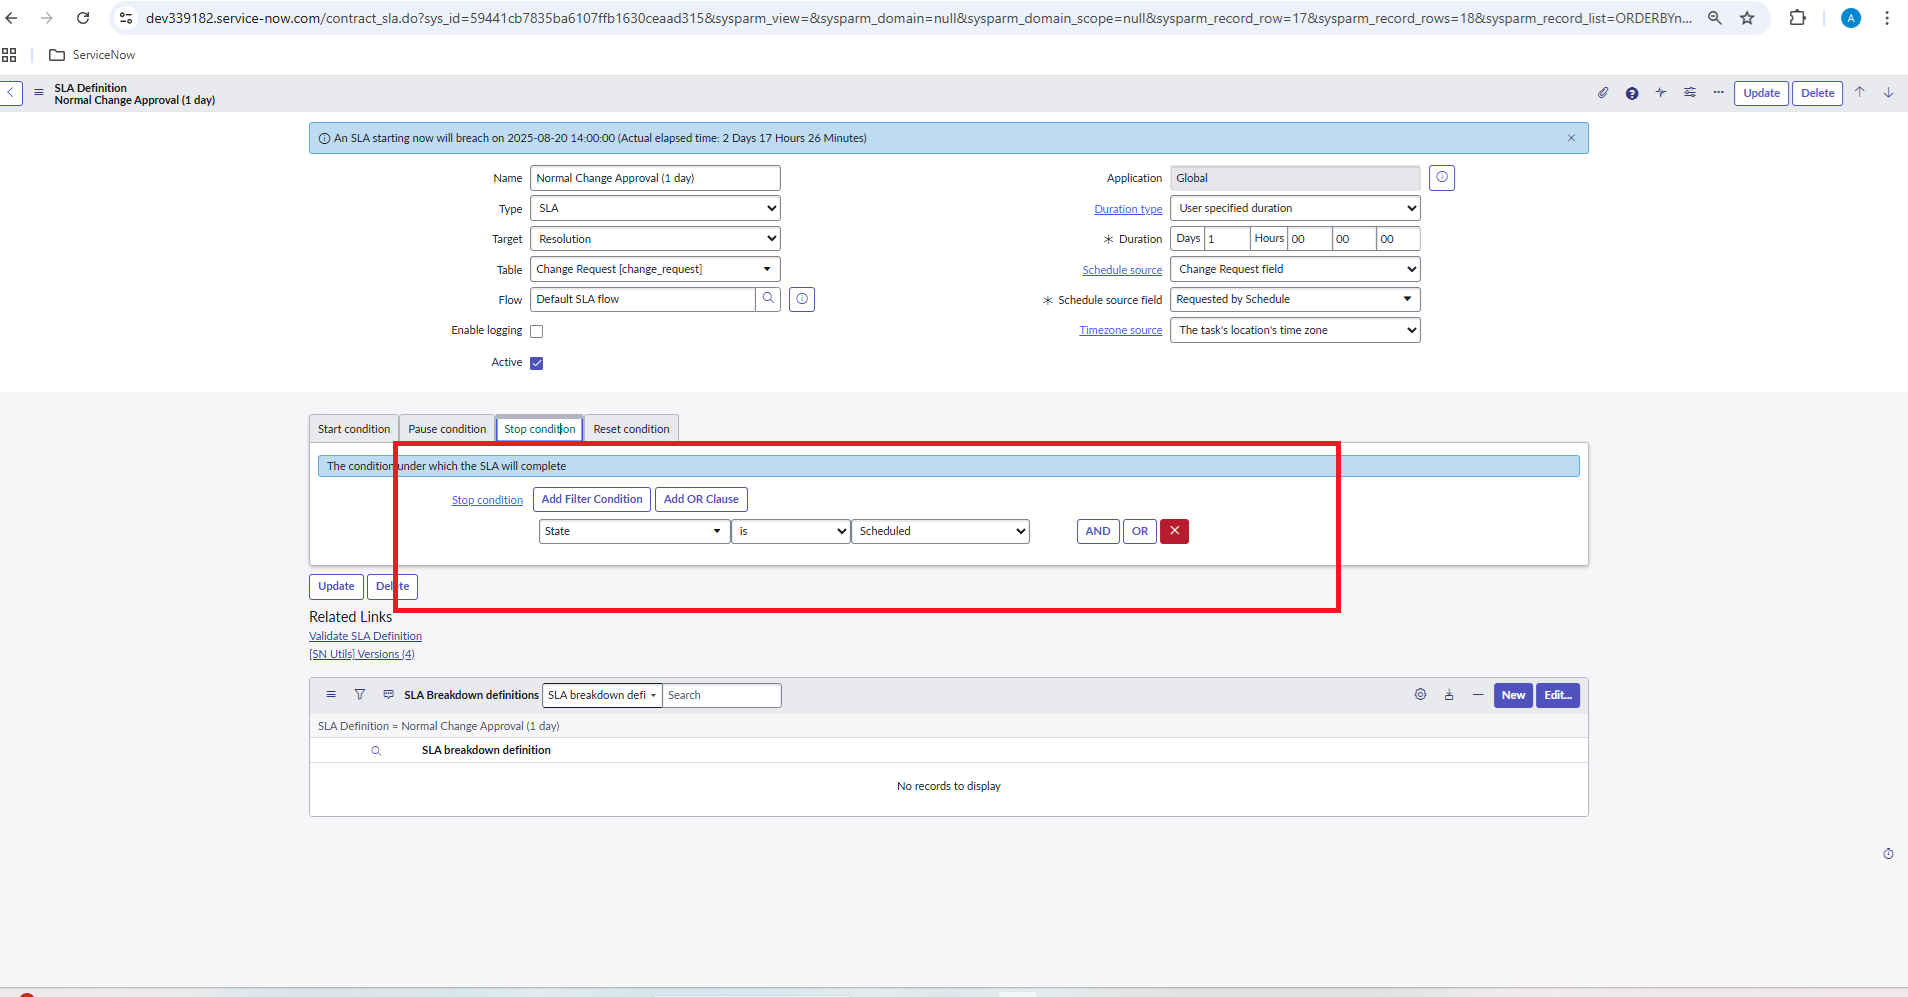 dev339182.service-now.com/contract_sla.do?sys_id=59441cb7835ba6107ffb1630ceaad315&sysparm_view=&sysparm_domain=null&sysparm_domain_scope=null&sysparm_record_row=17&sysparm_record_rows=18&sysparm_record_list=ORDERBYn...
A
ServiceNow
SLA Definition
Normal Change Approval (1 day)
Update Delete
An SLA starting now will breach on 2025-08-20 14:00:00 (Actual elapsed time: 2 Days 17 Hours 26 Minutes)
Name Normal Change Approval (1 day)
Application Global
Type SLA
Duration type User specified duration
Target Resolution
Duration Days 1 Hours 00 00 00
Table Change Request [change_request]
Schedule source Change Request field
Flow Default SLA flow
Schedule source field Requested by Schedule
Enable logging
Timezone source The task's location's time zone
Active
Start condition Pause condition Stop condition Reset condition
The condition under which the SLA will complete
Stop condition Add Filter Condition Add OR Clause
State is Scheduled AND OR
Update Delete
Related Links
Validate SLA Definition
[SN Utils] Versions (4)
SLA Breakdown definitions SLA breakdown defi Search New Edit...
SLA Definition = Normal Change Approval (1 day)
SLA breakdown definition
No records to display